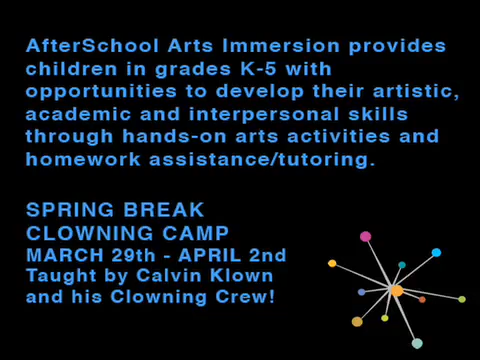 AfterSchool Arts Immersion provides
children in grades K-5 with
opportunities to develop their artistic,
academic and interpersonal skills
through hands-on arts activities and
homework assistance/tutoring.
SPRING BREAK
CLOWNING CAMP
MARCH 29th - APRIL 2nd
Taught by Calvin Klown
and his Clowning Crew!